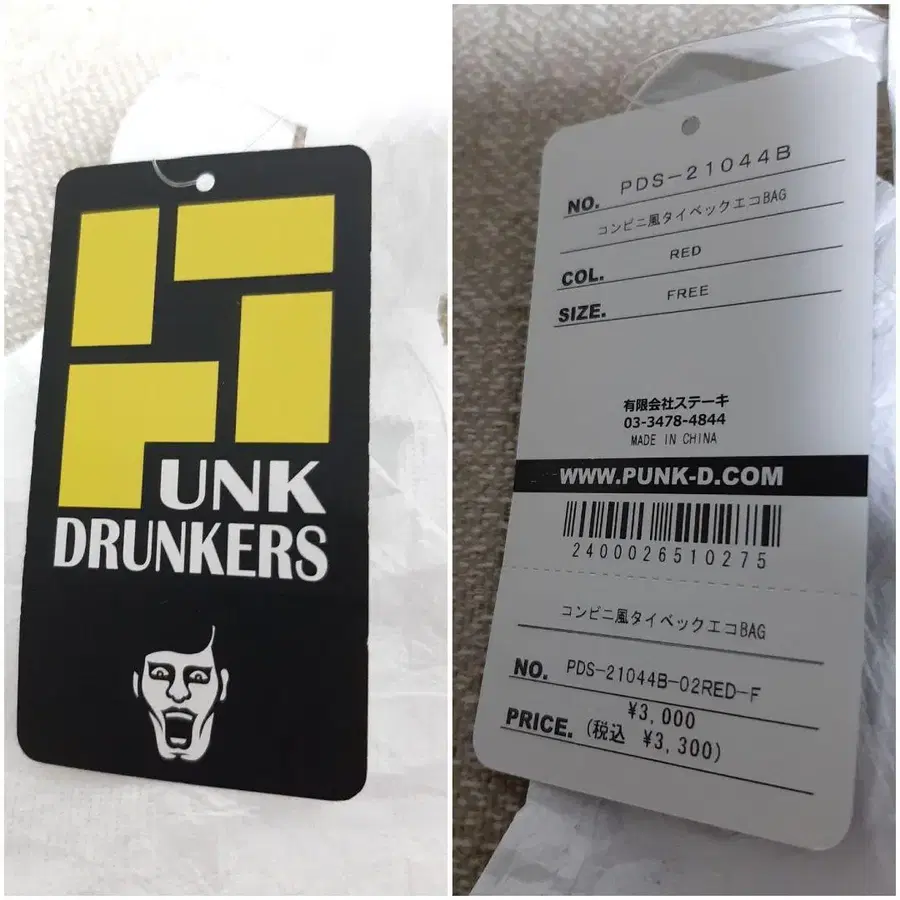 PUNK
DRUNKERS
NO. PDS-21044B
コンビニ風タイベックエコBAG
COL. RED
SIZE. FREE
有限会社ステーキ
03-3478-4844
MADE IN CHINA
WWW.PUNK-D.COM
2400026510275
コンビニ風タイベックエコBAG
NO. PDS-21044B-02RED-F
¥3,000
PRICE. (税込 ¥3,300)